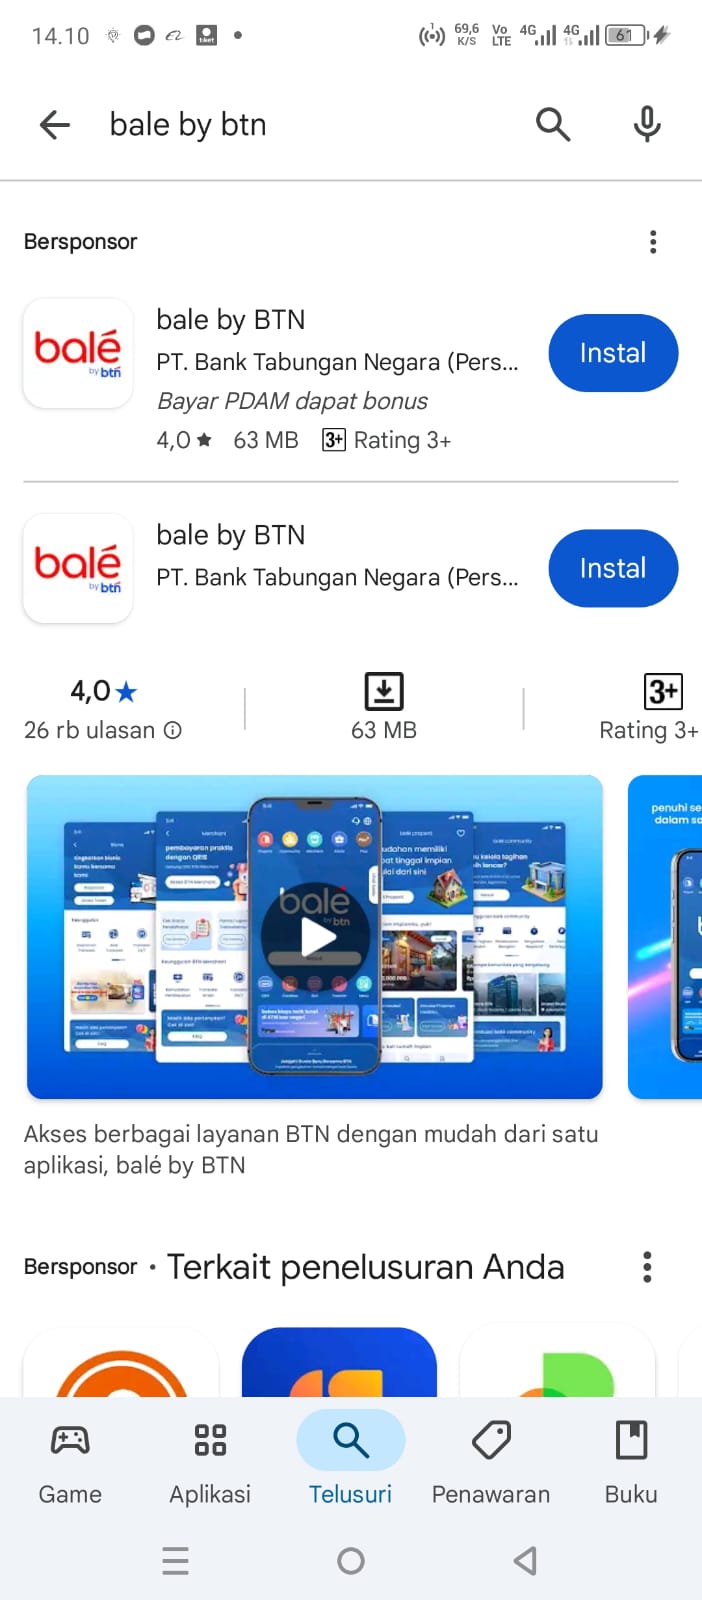 14.10
69,6 K/S
Vo LTE
4G
4G
61
bale by btn
Bersponsor
balé
by btn
bale by BTN
PT. Bank Tabungan Negara (Pers...
Bayar PDAM dapat bonus
4,0 ★ 63 MB 3+ Rating 3+
Instal
balé
by btn
bale by BTN
PT. Bank Tabungan Negara (Pers...
Instal
4,0★
26 rb ulasan
63 MB
3+
Rating 3+
pembayaran praktis
dengan QRIS
balé
by btn
penuhi se
dalam sa
Akses berbagai layanan BTN dengan mudah dari satu
aplikasi, balé by BTN
Bersponsor • Terkait penelusuran Anda
Game
Aplikasi
Telusuri
Penawaran
Buku